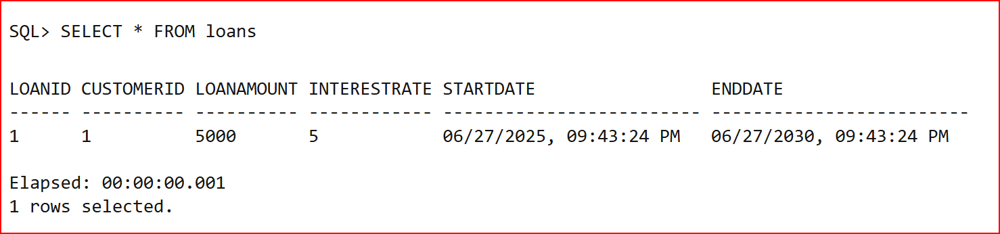 SQL> SELECT * FROM loans
LOANID CUSTOMERID LOANAMOUNT INTERESTRATE STARTDATE                 ENDDATE
------ ---------- ---------- ------------ ------------------------- -------------------------
1      1          5000       5            06/27/2025, 09:43:24 PM   06/27/2030, 09:43:24 PM
Elapsed: 00:00:00.001
1 rows selected.